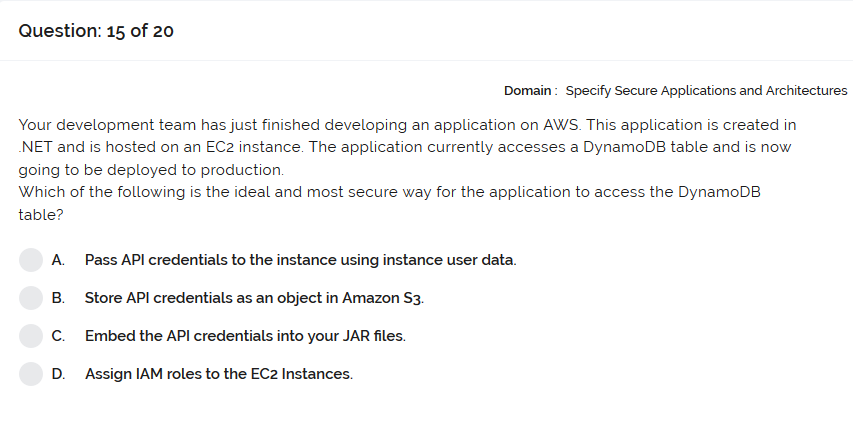 Question: 15 of 20
Domain : Specify Secure Applications and Architectures
Your development team has just finished developing an application on AWS. This application is created in
.NET and is hosted on an EC2 instance. The application currently accesses a DynamoDB table and is now
going to be deployed to production.
Which of the following is the ideal and most secure way for the application to access the DynamoDB
table?
A. Pass API credentials to the instance using instance user data.
B. Store API credentials as an object in Amazon S3.
C. Embed the API credentials into your JAR files.
D. Assign IAM roles to the EC2 Instances.